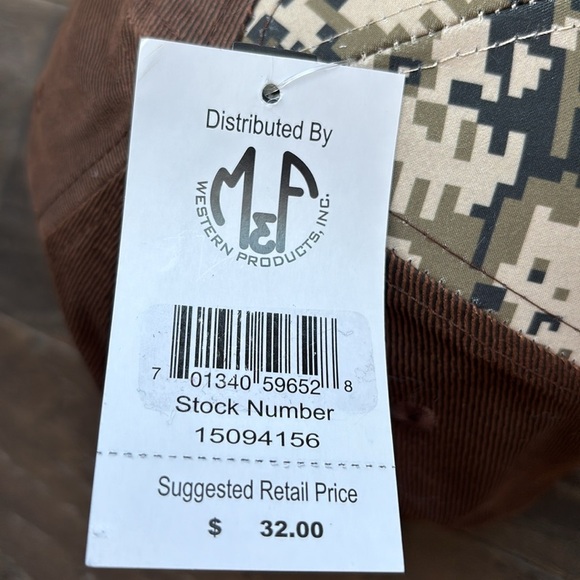 Distributed By
M&F
WESTERN PRODUCTS, INC.
7 01340 59652 8
Stock Number
15094156
Suggested Retail Price
$ 32.00